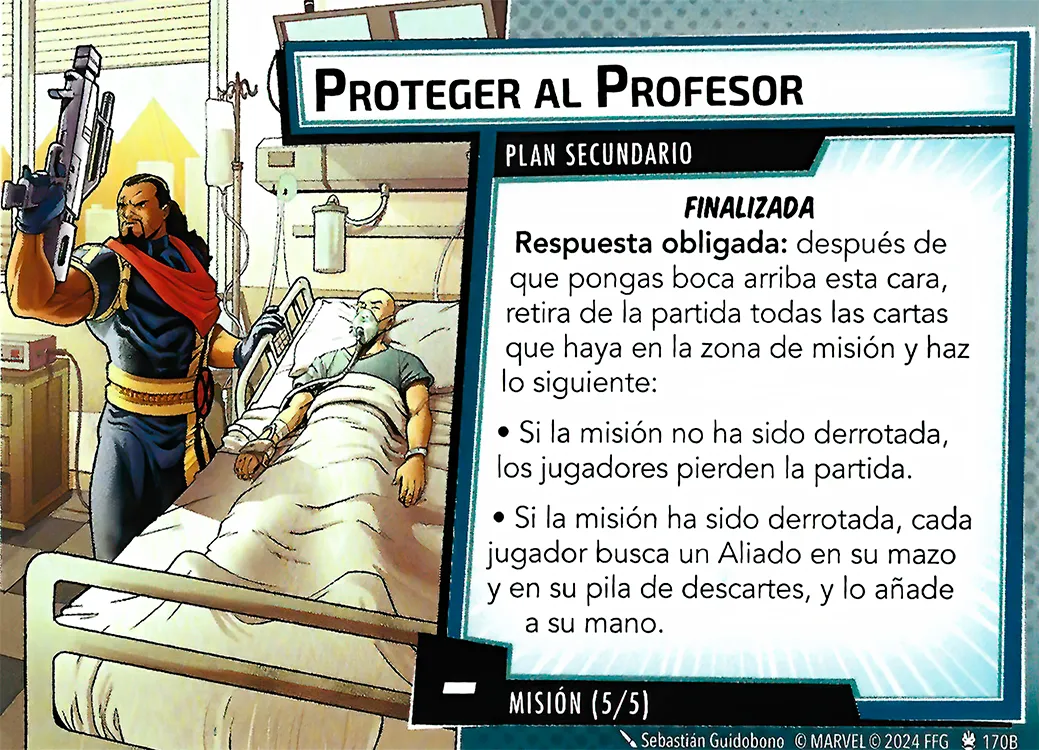 PROTEGER AL PROFESOR
PLAN SECUNDARIO
FINALIZADA
Respuesta obligada: después de
que pongas boca arriba esta cara,
retira de la partida todas las cartas
que haya en la zona de misión y haz
lo siguiente:
• Si la misión no ha sido derrotada,
los jugadores pierden la partida.
• Si la misión ha sido derrotada, cada
jugador busca un Aliado en su mazo
y en su pila de descartes, y lo añade
a su mano.
–
MISIÓN (5/5)
Sebastián Guidobono © MARVEL © 2024 FFG 170B